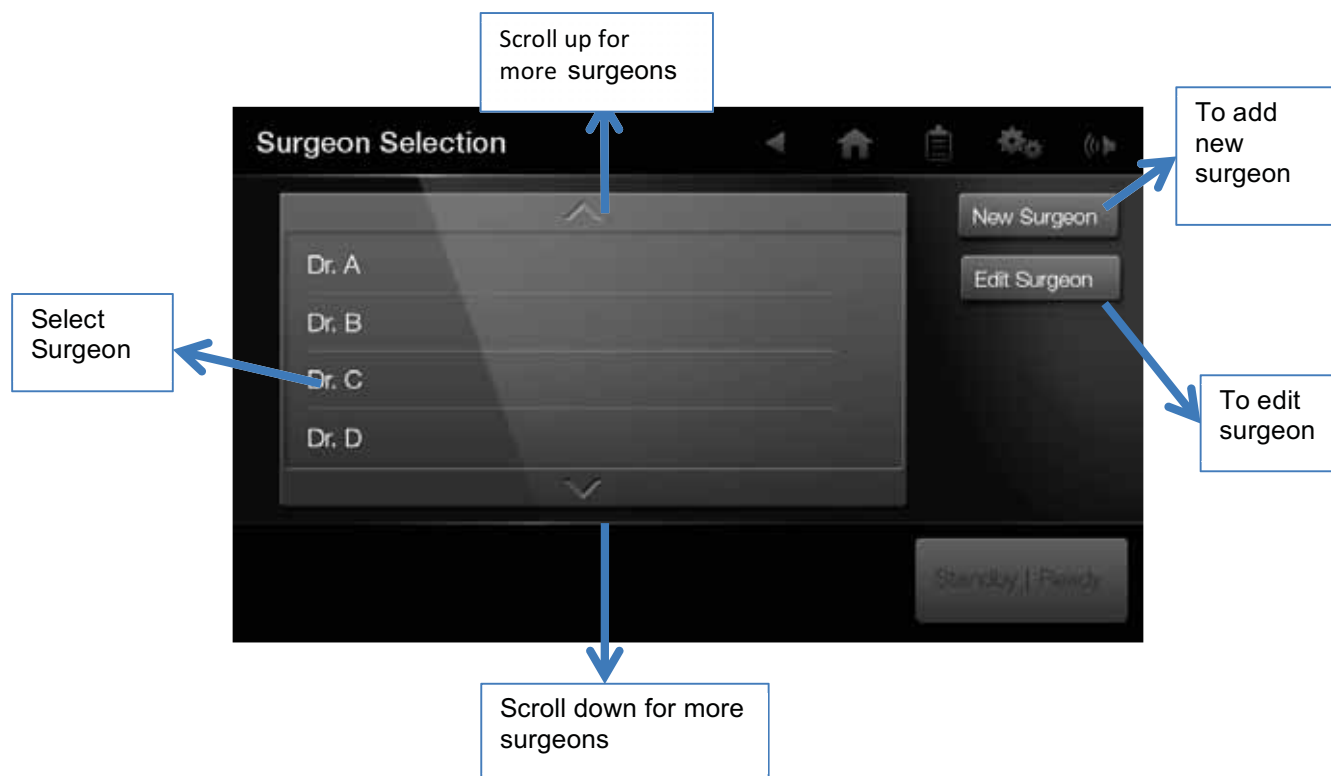 Scroll up for
more surgeons
Surgeon Selection
To add
new
surgeon
New Surgeon
Dr. A
Edit Surgeon
Select
Surgeon
Dr. B
Dr. C
To edit
surgeon
Dr. D
Standby | Ready
Scroll down for more
surgeons